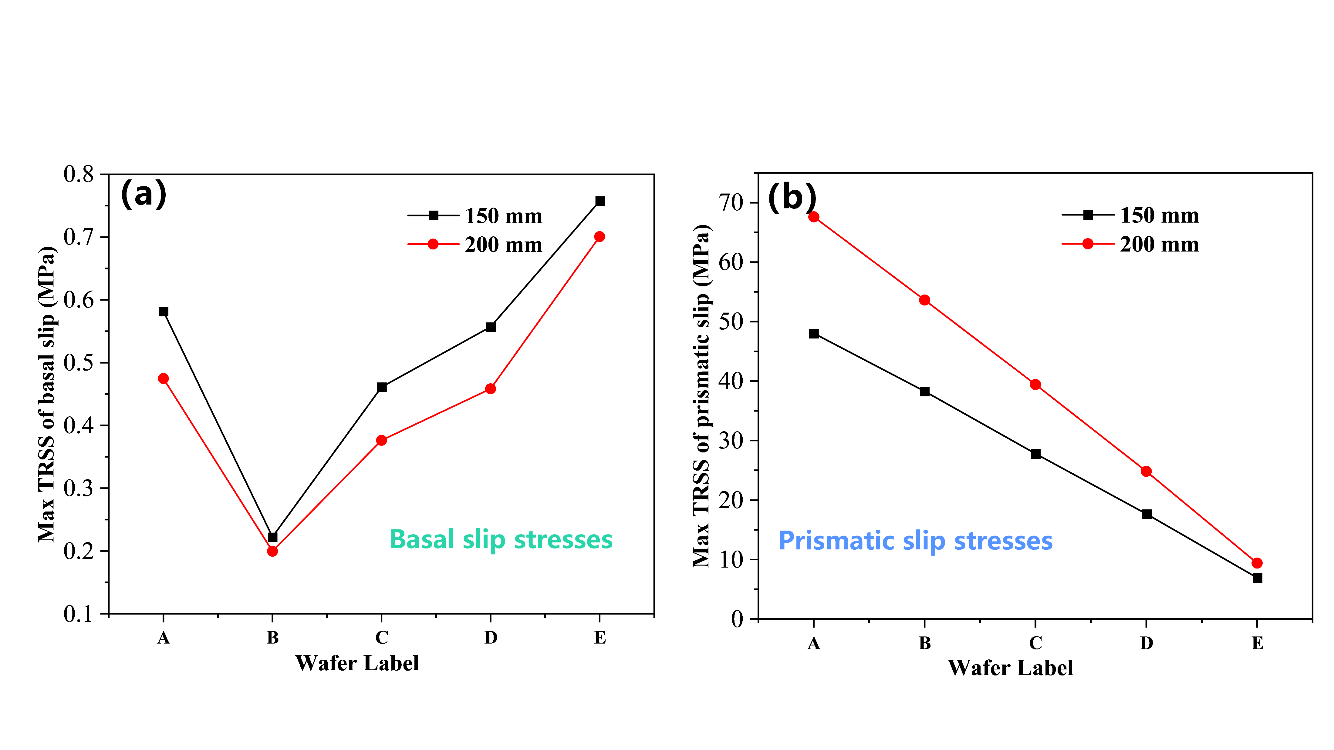 (a)
150 mm
200 mm
Max TRSS of basal slip (MPa)
0.8
0.7
0.6
0.5
0.4
0.3
0.2
0.1
Basal slip stresses
A B C D E
Wafer Label
(b)
150 mm
200 mm
Max TRSS of prismatic slip (MPa)
70
60
50
40
30
20
10
0
Prismatic slip stresses
A B C D E
Wafer Label